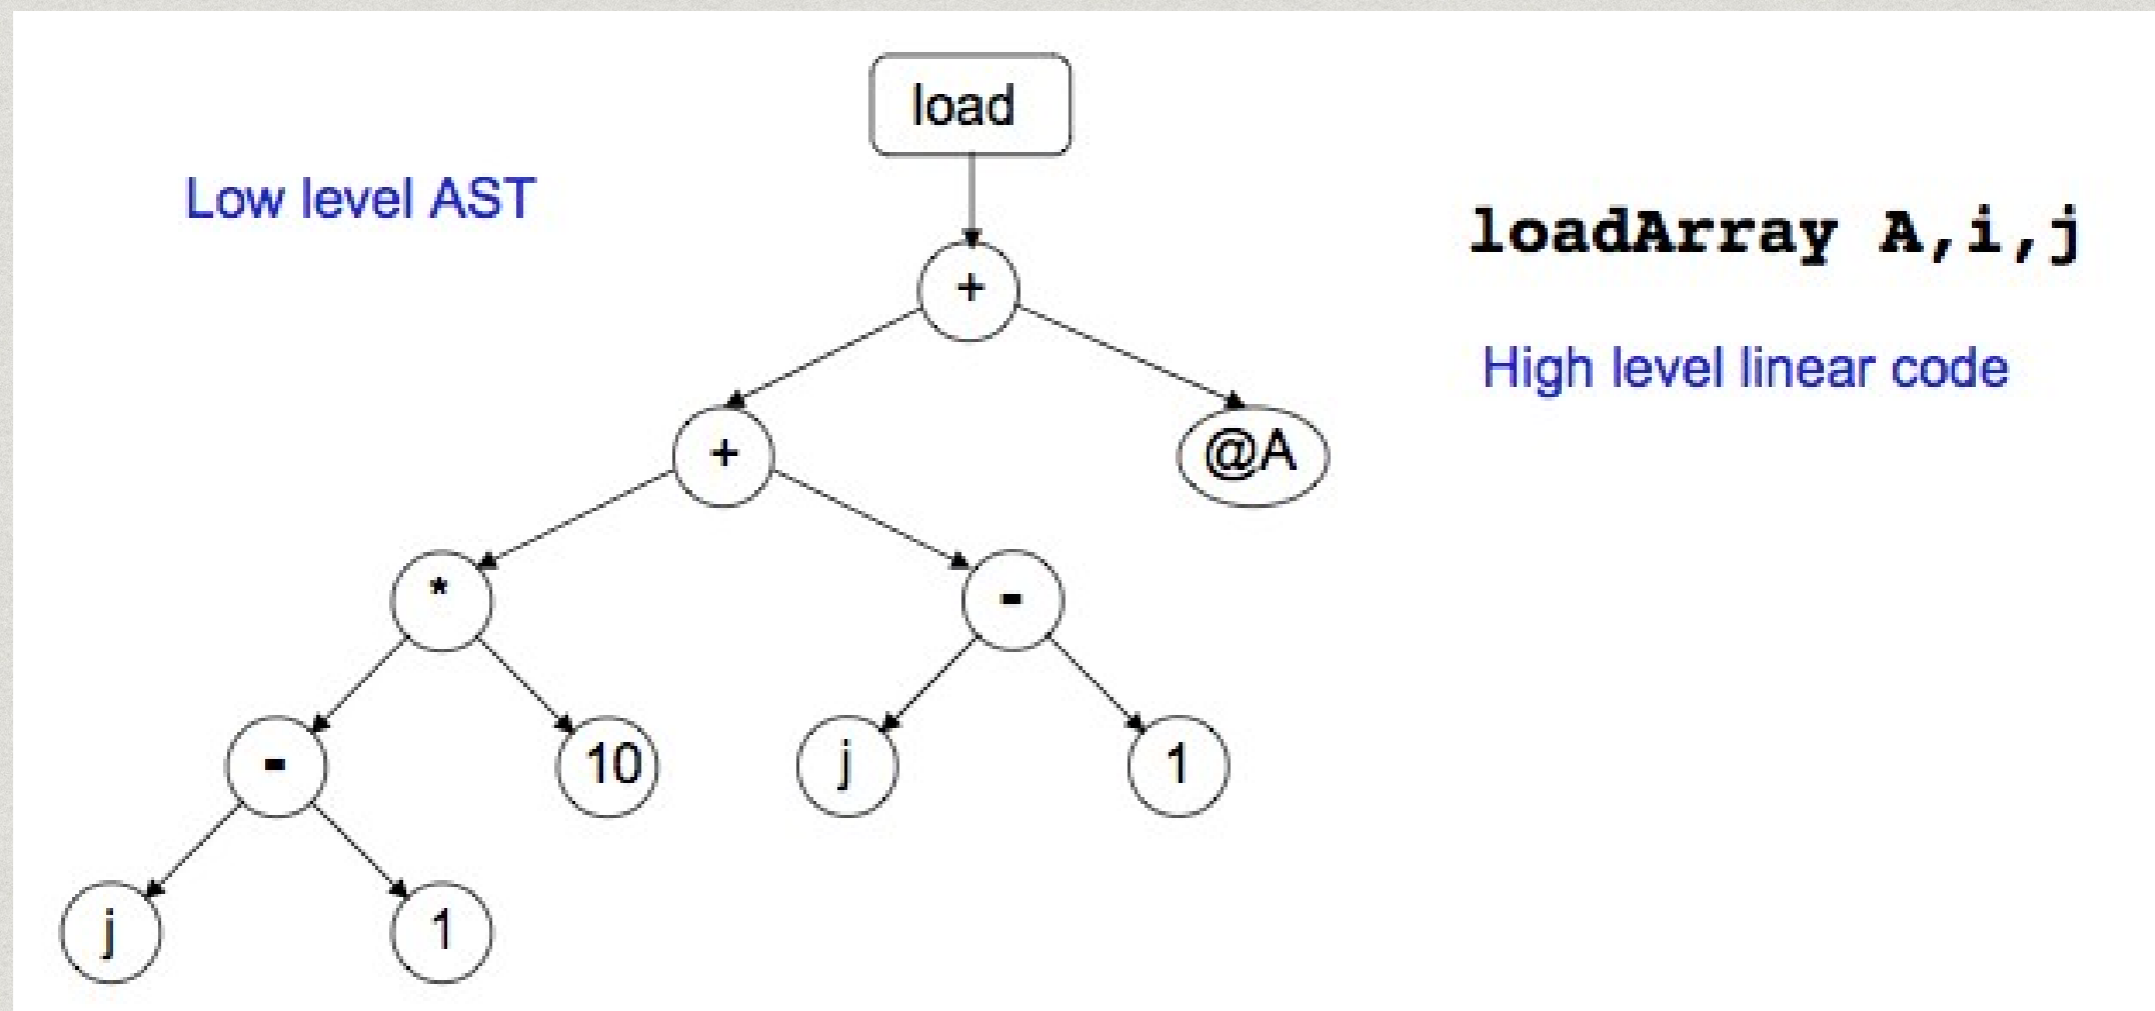 load
Low level AST
loadArray A,i,j
+
High level linear code
+
@A
*
-
-
10
j
1
j
1